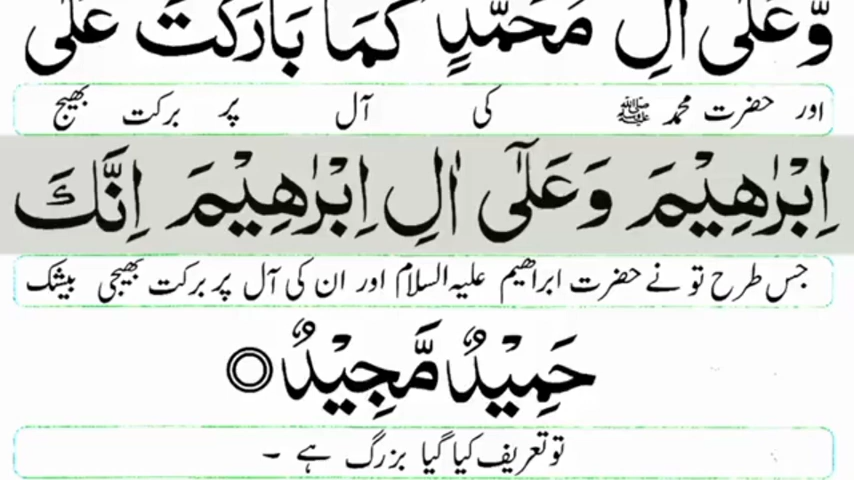 وَّعَلٰٓى اٰلِ مُحَمَّدٍ كَمَا بَارَكْتَ عَلٰٓى
اور حضرت محمد ﷺ کی آل پر برکت بھیج
اِبْرٰهِيْمَ وَعَلٰٓى اٰلِ اِبْرٰهِيْمَ اِنَّكَ
جس طرح تو نے حضرت ابراھیم علیہ السلام اور ان کی آل پر برکت بھیجی بیشک
حَمِيْدٌ مَّجِيْدٌ
تو تعریف کیا گیا بزرگ ہے ۔